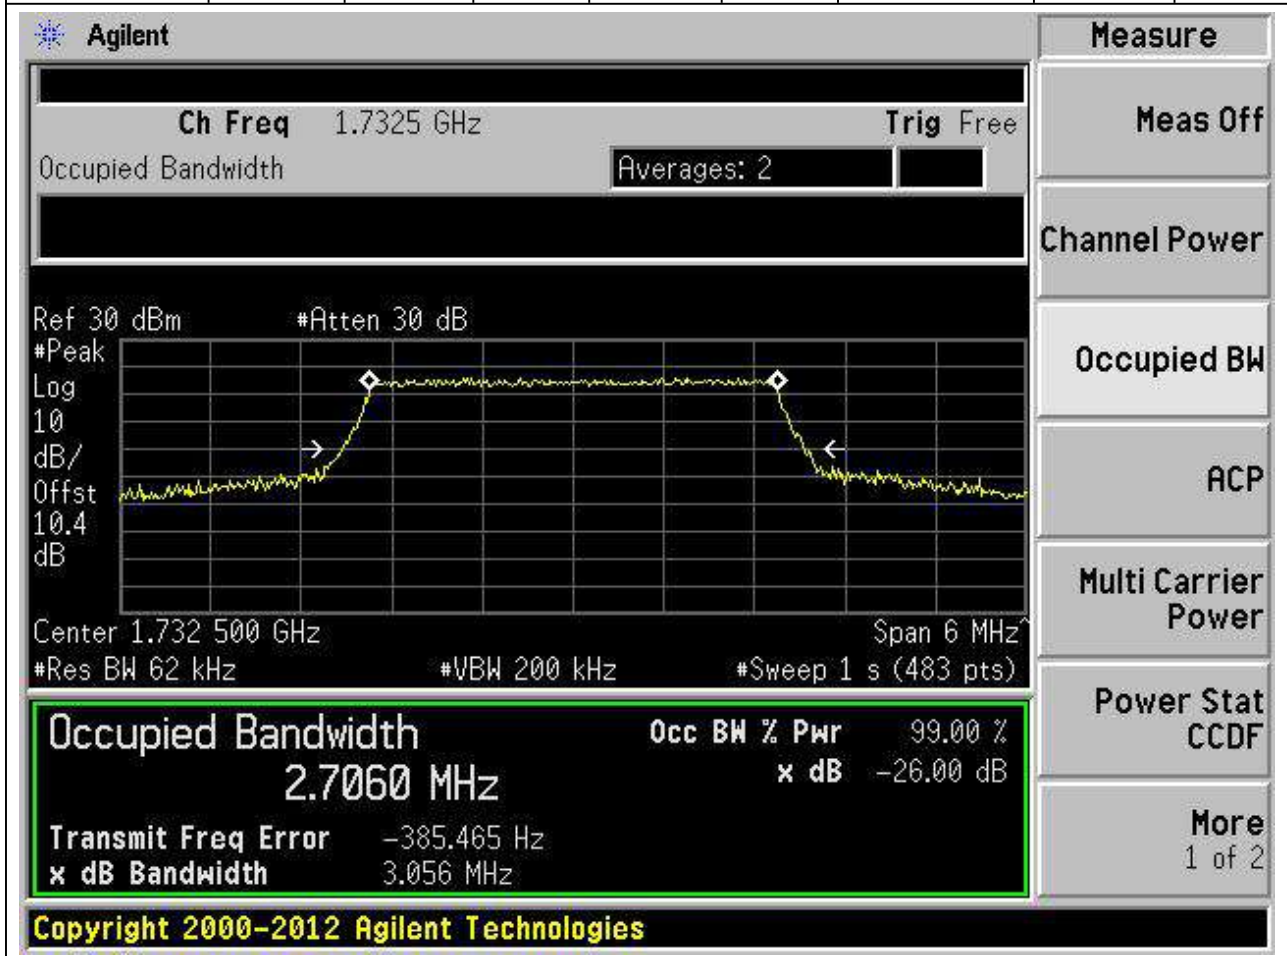 Agilent
Measure
Ch Freq 1.7325 GHz Trig Free
Occupied Bandwidth Averages: 2
Ref 30 dBm #Atten 30 dB
#Peak
Log
10
dB/
Offst
10.4
dB
Center 1.732 500 GHz Span 6 MHz^
#Res BW 62 kHz #VBW 200 kHz #Sweep 1 s (483 pts)
Occupied Bandwidth Occ BW % Pwr 99.00 %
2.7060 MHz x dB -26.00 dB
Transmit Freq Error -385.465 Hz
x dB Bandwidth 3.056 MHz
Meas Off
Channel Power
Occupied BW
ACP
Multi Carrier
Power
Power Stat
CCDF
More
1 of 2
Copyright 2000-2012 Agilent Technologies